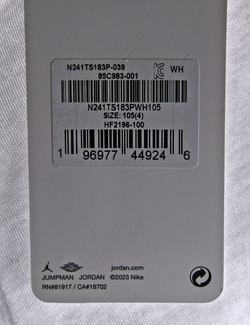 N241TS183P-039
85C983-001
WH
N241TS183PWH105
SIZE: 105(4)
HF2196-100
1 96977 44924 6
jordan.com
JUMPMAN JORDAN ©2023 Nike
RN#81917 / CA#18702